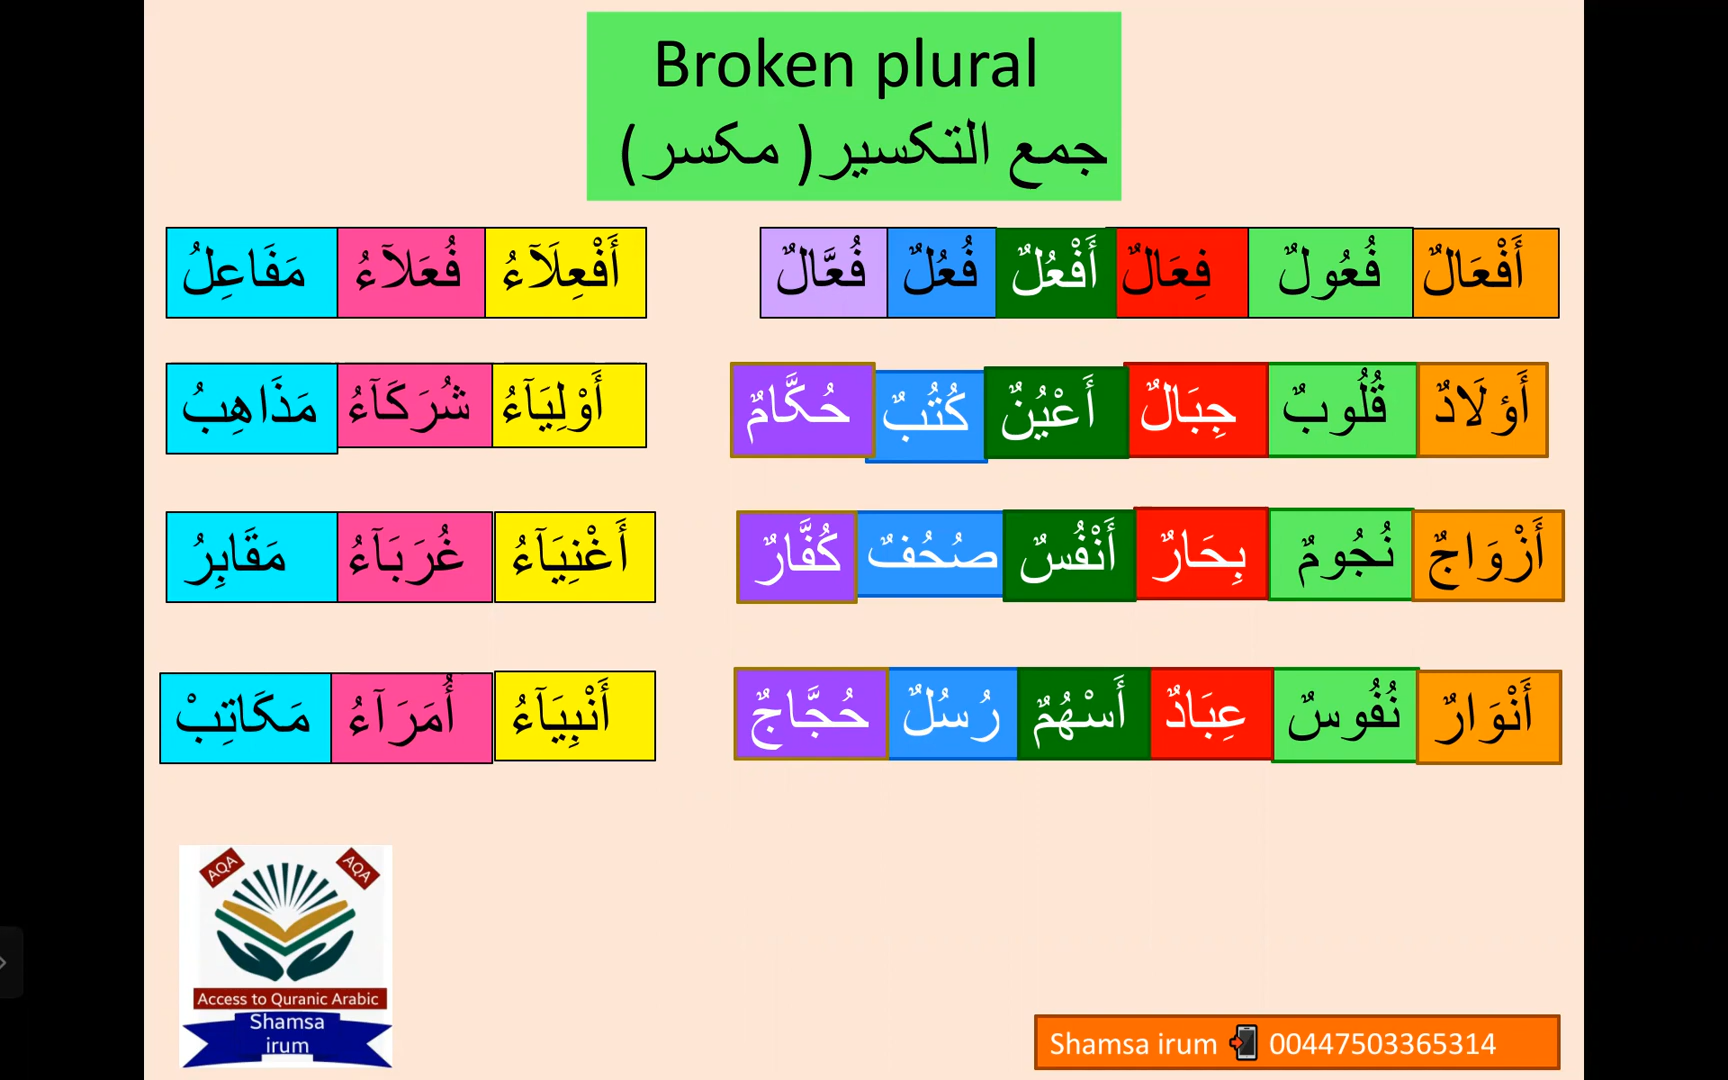 Broken plural
جمع التكسير( مكسر)
أَفْعَالٌ فُعُولٌ فِعَالٌ أَفْعُلٌ فُعُلٌ فُعَّالٌ أَفْعِلَآءُ فُعَلَآءُ مَفَاعِلُ
أَوْلَادٌ قُلُوبٌ جِبَالٌ أَعْيُنٌ كُتُبٌ حُكَّامٌ أَوْلِيَآءُ شُرَكَآءُ مَذَاهِبُ
أَزْوَاجٌ نُجُومٌ بِحَارٌ أَنْفُسٌ صُحُفٌ كُفَّارٌ أَغْنِيَآءُ غُرَبَآءُ مَقَابِرُ
أَنْوَارٌ نُفُوسٌ عِبَادٌ أَسْهُمٌ رُسُلٌ حُجَّاجٌ أَنْبِيَآءُ أُمَرَآءُ مَكَاتِبْ
AQA AQA
Access to Quranic Arabic
Shamsa
irum
Shamsa irum 00447503365314